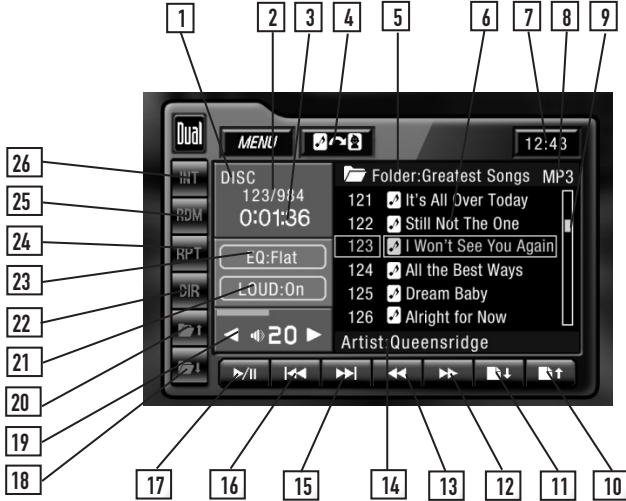 1 2 3 4 5 6 7 8 9
Dual MENU 12:43
26 INT DISC Folder:Greatest Songs MP3
123/984 121 It's All Over Today
25 RDM 0:01:36 122 Still Not The One
24 RPT 123 I Won't See You Again
23 EQ:Flat 124 All the Best Ways
22 DIR LOUD:On 125 Dream Baby
21 126 Alright for Now
20 20 Artist:Queensridge
19
18 17 16 15 14 13 12 11 10